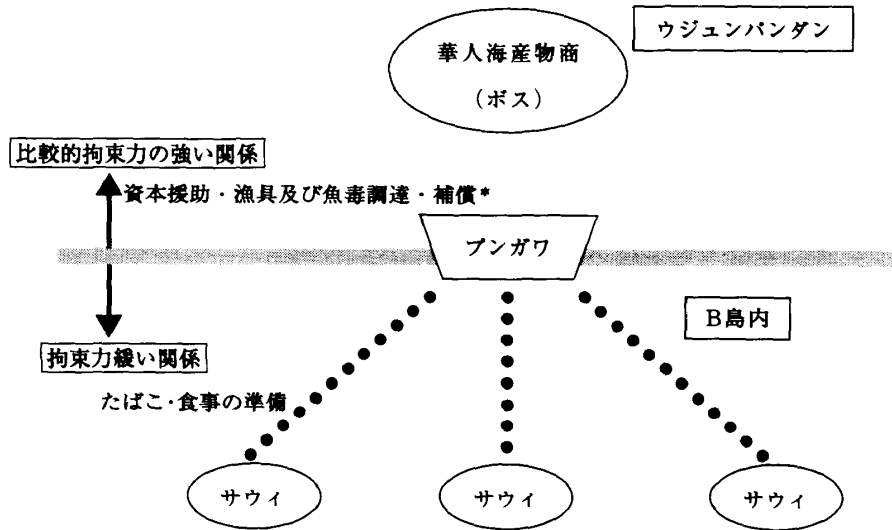 ウジュンパンダン
華人海産物商
(ボス)
比較的拘束力の強い関係
資本援助・漁具及び魚毒調達・補償*
プンガワ
B島内
拘束力緩い関係
たばこ・食事の準備
サウィ
サウィ
サウィ